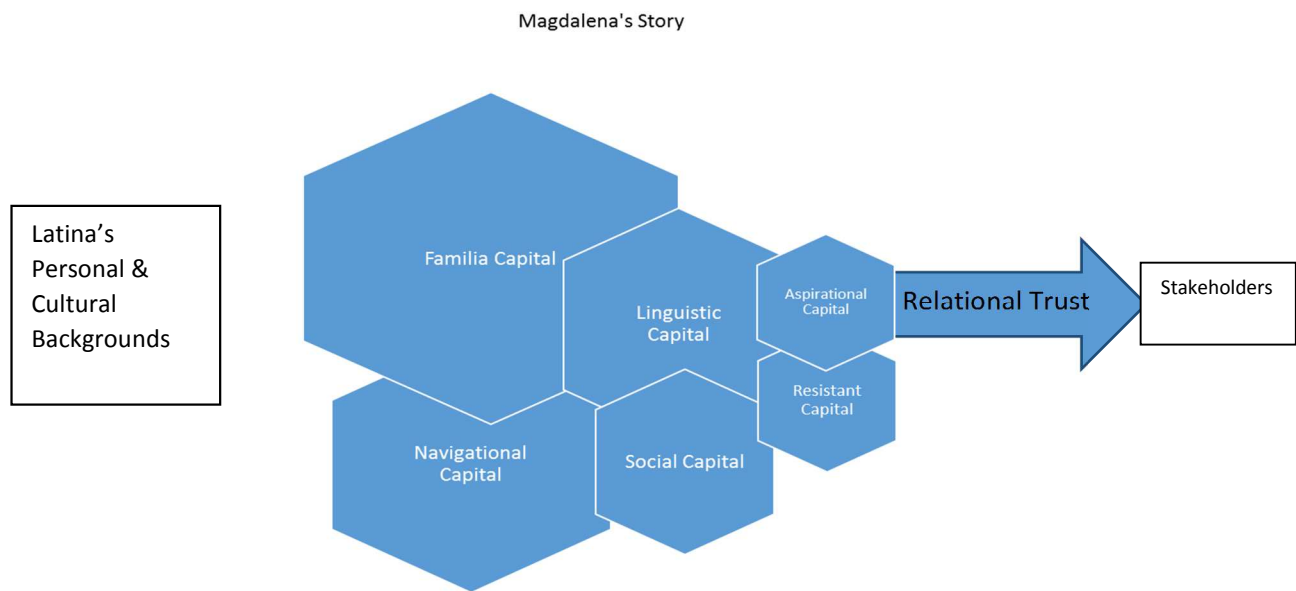 Magdalena's Story
Latina’s
Personal &
Cultural
Backgrounds
Familia Capital
Linguistic
Capital
Aspirational
Capital
Resistant
Capital
Navigational
Capital
Social Capital
Relational Trust
Stakeholders